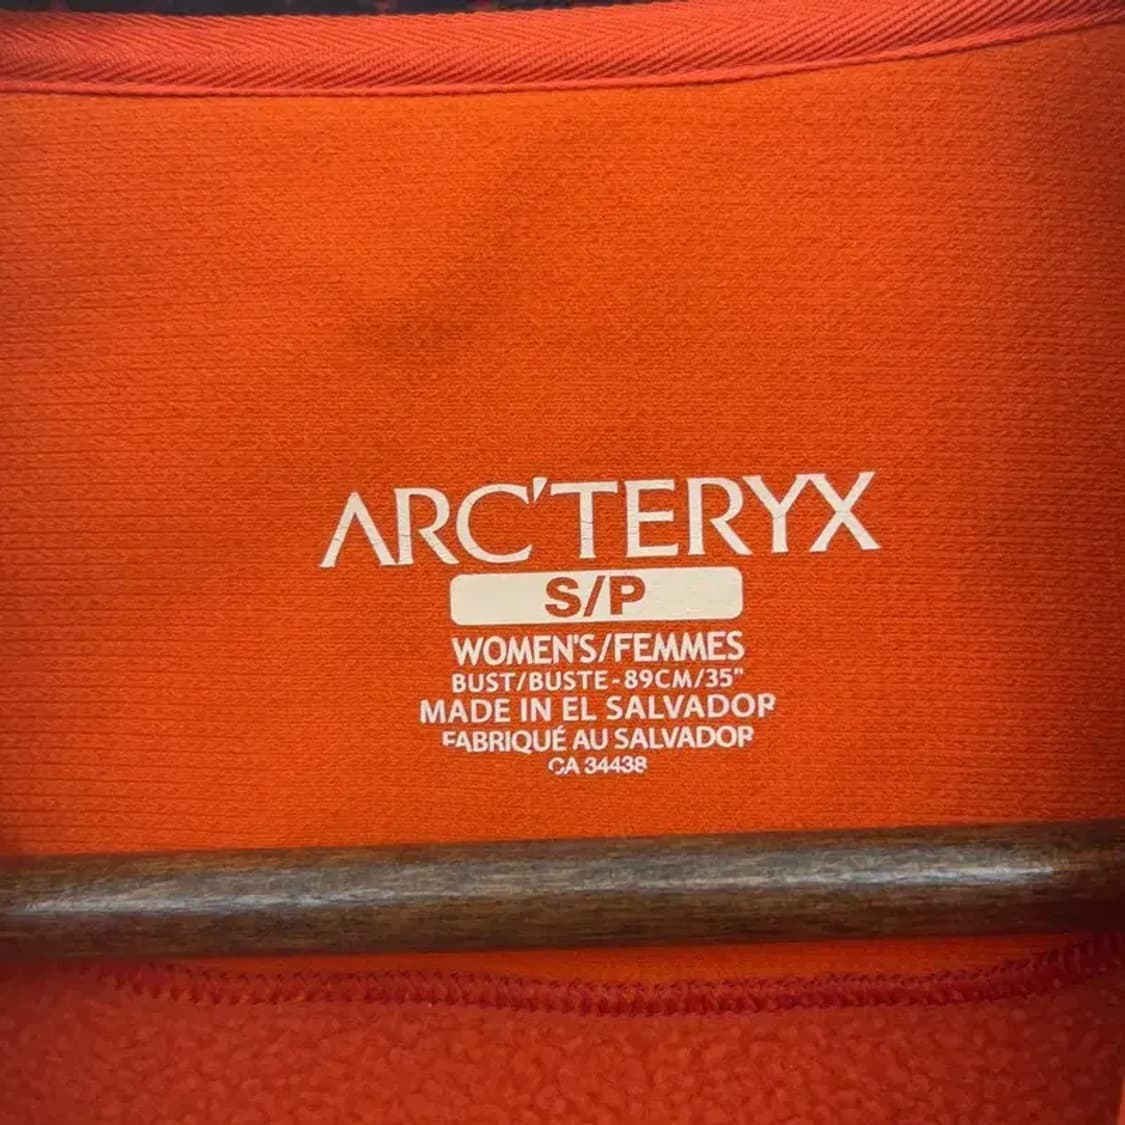 ARC'TERYX
S/P
WOMEN'S/FEMMES
BUST/BUSTE-89CM/35"
MADE IN EL SALVADOR
FABRIQUÉ AU SALVADOR
CA 34438